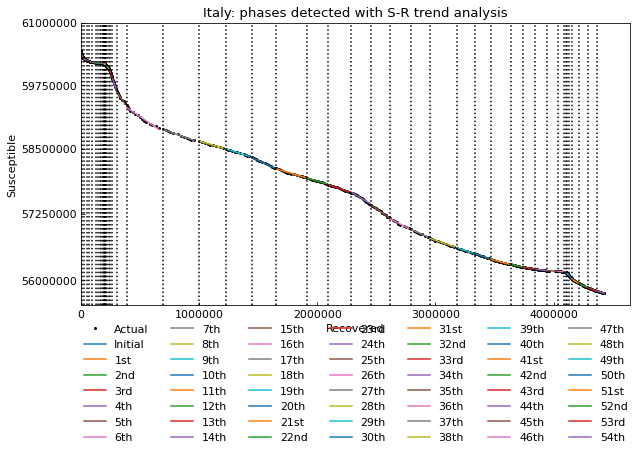 Italy: phases detected with S-R trend analysis
61000000
59750000
58500000
57250000
56000000
Susceptible
0 1000000 2000000 3000000 4000000
Recovered
Actual 7th 15th 23rd 31st 39th 47th
Initial 8th 16th 24th 32nd 40th 48th
1st 9th 17th 25th 33rd 41st 49th
2nd 10th 18th 26th 34th 42nd 50th
3rd 11th 19th 27th 35th 43rd 51st
4th 12th 20th 28th 36th 44th 52nd
5th 13th 21st 29th 37th 45th 53rd
6th 14th 22nd 30th 38th 46th 54th